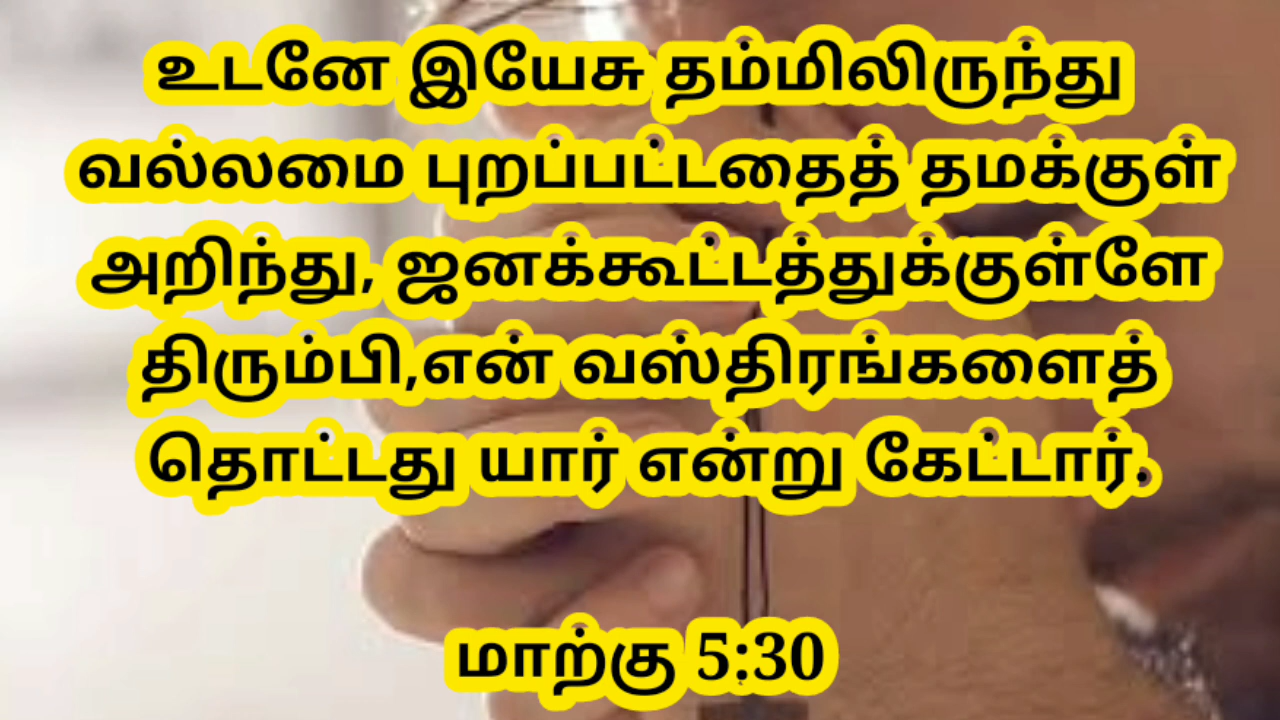 உடனே இயேசு தம்மிலிருந்து
வல்லமை புறப்பட்டதைத் தமக்குள்
அறிந்து, ஜனக்கூட்டத்துக்குள்ளே
திரும்பி,என் வஸ்திரங்களைத்
தொட்டது யார் என்று கேட்டார்.
மாற்கு 5:30